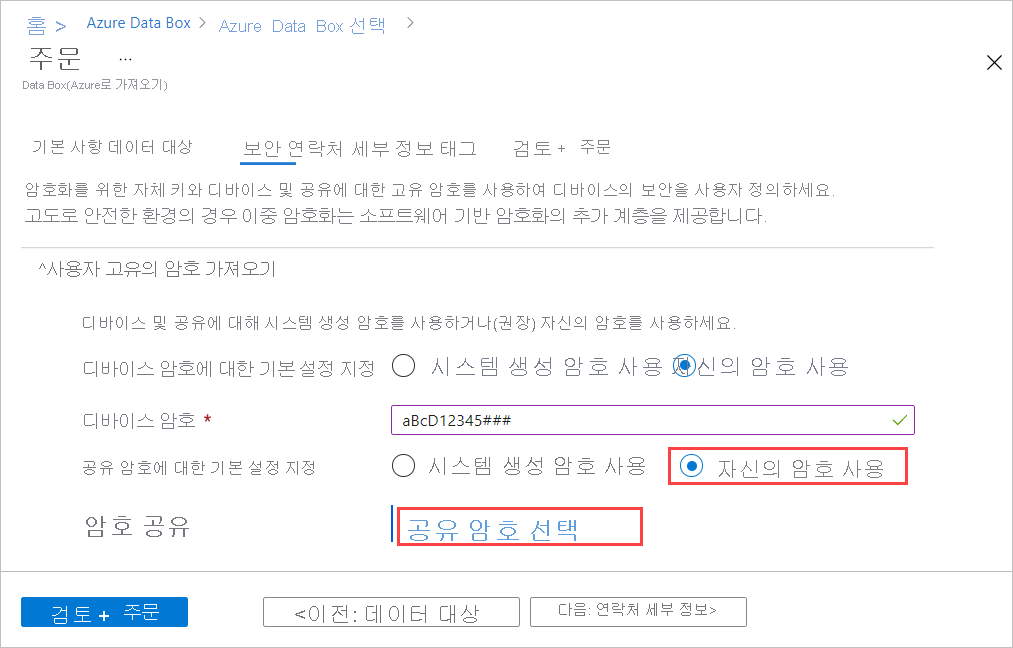 홈 > Azure Data Box > Azure Data Box 선택 >
주문 ...
Data Box(Azure로 가져오기)
기본 사항 데이터 대상 보안 연락처 세부 정보 태그 검토 + 주문
암호화를 위한 자체 키와 디바이스 및 공유에 대한 고유 암호를 사용하여 디바이스의 보안을 사용자 정의하세요.
고도로 안전한 환경의 경우 이중 암호화는 소프트웨어 기반 암호화의 추가 계층을 제공합니다.
^사용자 고유의 암호 가져오기
디바이스 및 공유에 대해 시스템 생성 암호를 사용하거나(권장) 자신의 암호를 사용하세요.
디바이스 암호에 대한 기본 설정 지정 시스템 생성 암호 사용 자신의 암호 사용
디바이스 암호 * aBcD12345###
공유 암호에 대한 기본 설정 지정 시스템 생성 암호 사용 자신의 암호 사용
암호 공유 공유 암호 선택
검토 + 주문 <이전: 데이터 대상 다음: 연락처 세부 정보>